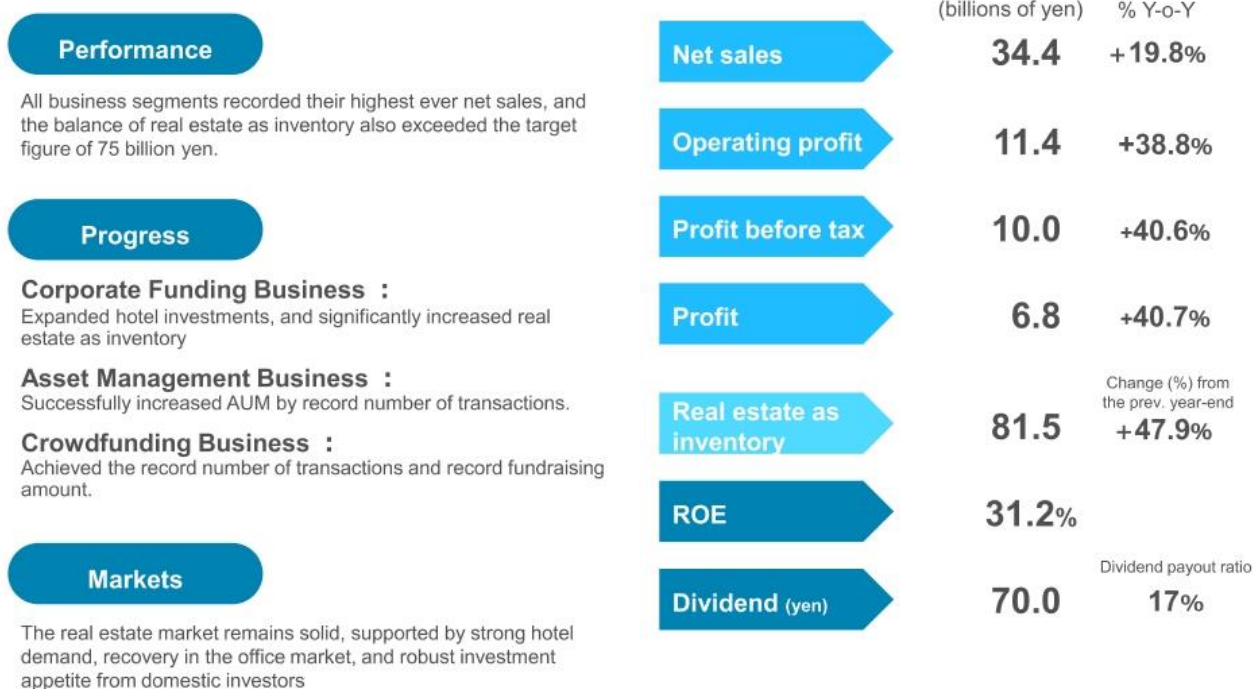 Performance
All business segments recorded their highest ever net sales, and
the balance of real estate as inventory also exceeded the target
figure of 75 billion yen.
Progress
Corporate Funding Business ：
Expanded hotel investments, and significantly increased real
estate as inventory
Asset Management Business ：
Successfully increased AUM by record number of transactions.
Crowdfunding Business ：
Achieved the record number of transactions and record fundraising
amount.
Markets
The real estate market remains solid, supported by strong hotel
demand, recovery in the office market, and robust investment
appetite from domestic investors
(billions of yen) % Y-o-Y
Net sales 34.4 +19.8%
Operating profit 11.4 +38.8%
Profit before tax 10.0 +40.6%
Profit 6.8 +40.7%
Change (%) from
the prev. year-end
Real estate as
inventory 81.5 +47.9%
ROE 31.2%
Dividend payout ratio
Dividend (yen) 70.0 17%